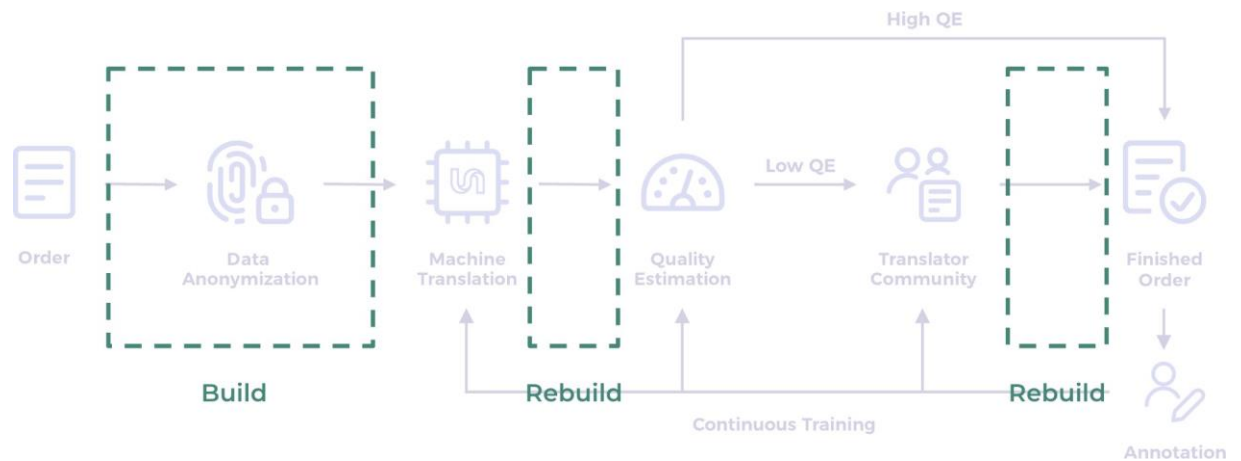 High QE
Low QE
Order
Data
Anonymization
Machine
Translation
Quality
Estimation
Translator
Community
Finished
Order
Build
Rebuild
Rebuild
Continuous Training
Annotation